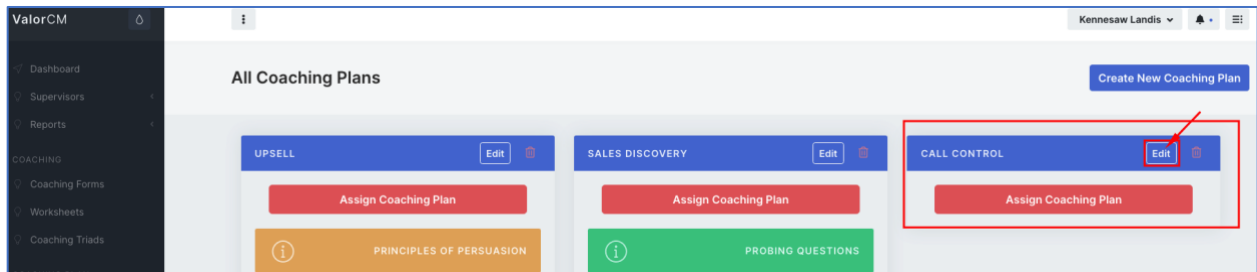 ValorCM
Kennesaw Landis
Dashboard
Supervisors
Reports
COACHING
Coaching Forms
Worksheets
Coaching Triads
All Coaching Plans
Create New Coaching Plan
UPSELL Edit
Assign Coaching Plan
PRINCIPLES OF PERSUASION
SALES DISCOVERY Edit
Assign Coaching Plan
PROBING QUESTIONS
CALL CONTROL Edit
Assign Coaching Plan